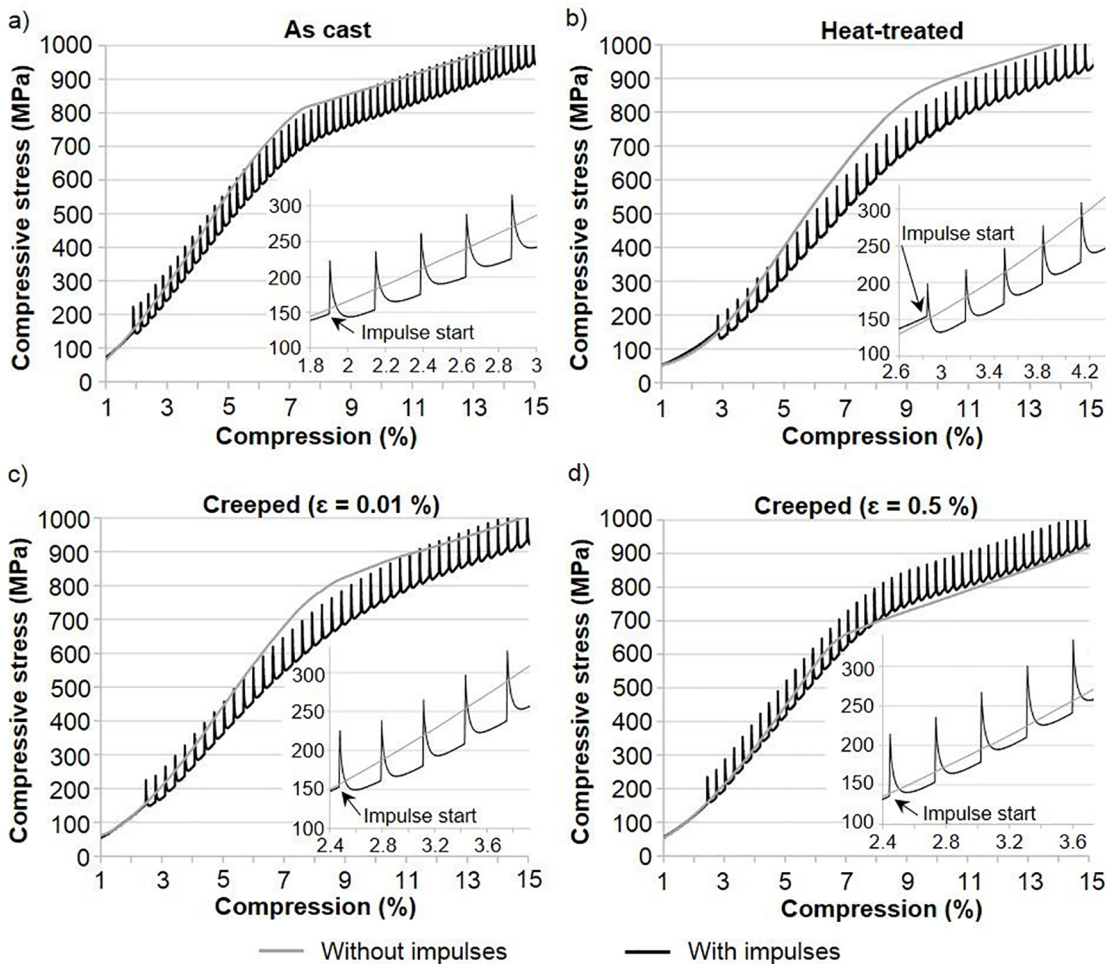 a)
As cast
Compressive stress (MPa)
1000
900
800
700
600
500
400
300
200
100
0
1 3 5 7 9 11 13 15
Compression (%)
300
250
200
150
100
1.8 2 2.2 2.4 2.6 2.8 3
Impulse start
b)
Heat-treated
Compressive stress (MPa)
1000
900
800
700
600
500
400
300
200
100
0
1 3 5 7 9 11 13 15
Compression (%)
300
250
200
150
100
2.6 3 3.4 3.8 4.2
Impulse start
c)
Creeped (ε = 0.01 %)
Compressive stress (MPa)
1000
900
800
700
600
500
400
300
200
100
0
1 3 5 7 9 11 13 15
Compression (%)
300
250
200
150
100
2.4 2.8 3.2 3.6
Impulse start
d)
Creeped (ε = 0.5 %)
Compressive stress (MPa)
1000
900
800
700
600
500
400
300
200
100
0
1 3 5 7 9 11 13 15
Compression (%)
300
250
200
150
100
2.4 2.8 3.2 3.6
Impulse start
Without impulses With impulses